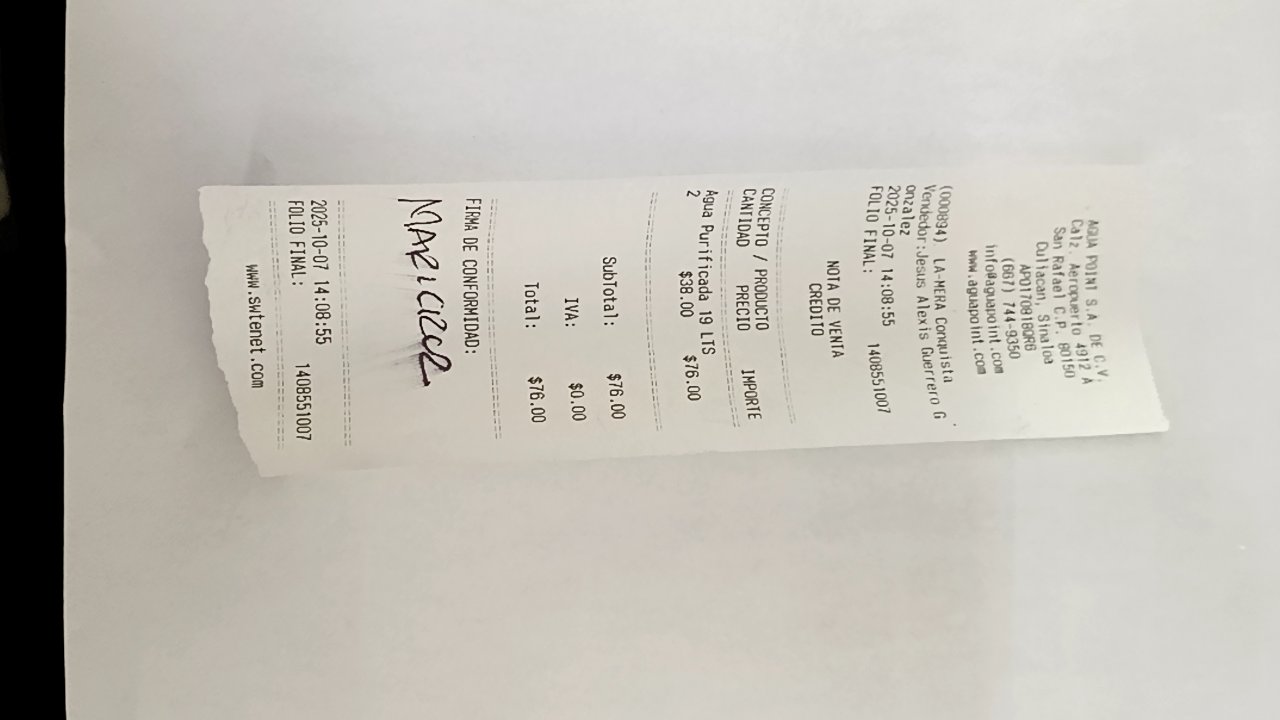 AGUA POINT S.A. DE C.V.
Calz. Aeropuerto 4912 A
San Rafael C.P. 80150
Culiacan, Sinaloa
APO170918QR6
(667) 744-9350
info@aguapoint.com
www.aguapoint.com
(000894) LA-MERA Conquista
Vendedor:Jesus Alexis Guerrero G
onzalez
2025-10-07 14:08:55
FOLIO FINAL: 1408551007
NOTA DE VENTA
CREDITO
CONCEPTO / PRODUCTO
CANTIDAD PRECIO IMPORTE
Agua Purificada 19 LTS
2 $38.00 $76.00
SubTotal: $76.00
IVA: $0.00
Total: $76.00
FIRMA DE CONFORMIDAD:
MARiCRUZ
2025-10-07 14:08:55
FOLIO FINAL: 1408551007
www.swtenet.com